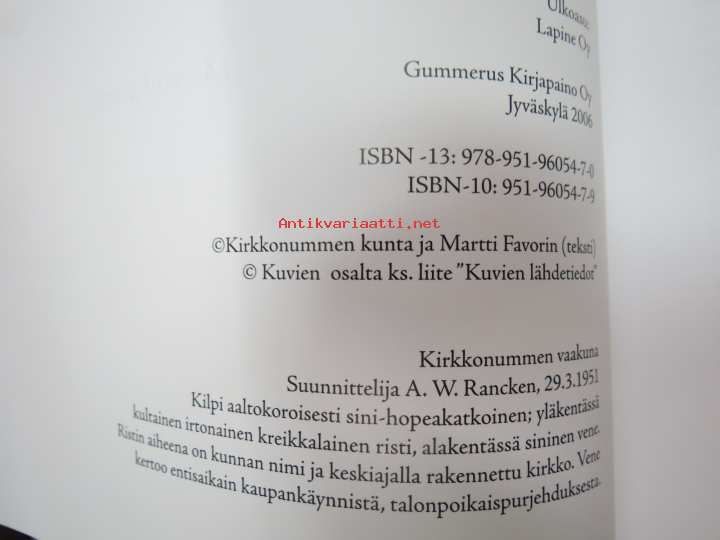 Ulkoasu:
Lapine Oy
Gummerus Kirjapaino Oy
Jyväskylä 2006
ISBN -13: 978-951-96054-7-0
ISBN-10: 951-96054-7-9
Antikvariaatti.net
©Kirkkonummen kunta ja Martti Favorin (teksti)
© Kuvien osalta ks. liite "Kuvien lähdetiedot"
Kirkkonummen vaakuna
Suunnittelija A. W. Rancken, 29.3.1951
Kilpi aaltokoroisesti sini-hopeakatkoinen; yläkentässä
kultainen irtonainen kreikkalainen risti, alakentässä sininen vene.
Ristin aiheena on kunnan nimi ja keskiajalla rakennettu kirkko. Vene
kertoo entisaikain kaupankäynnistä, talonpoikaispurjehduksesta.